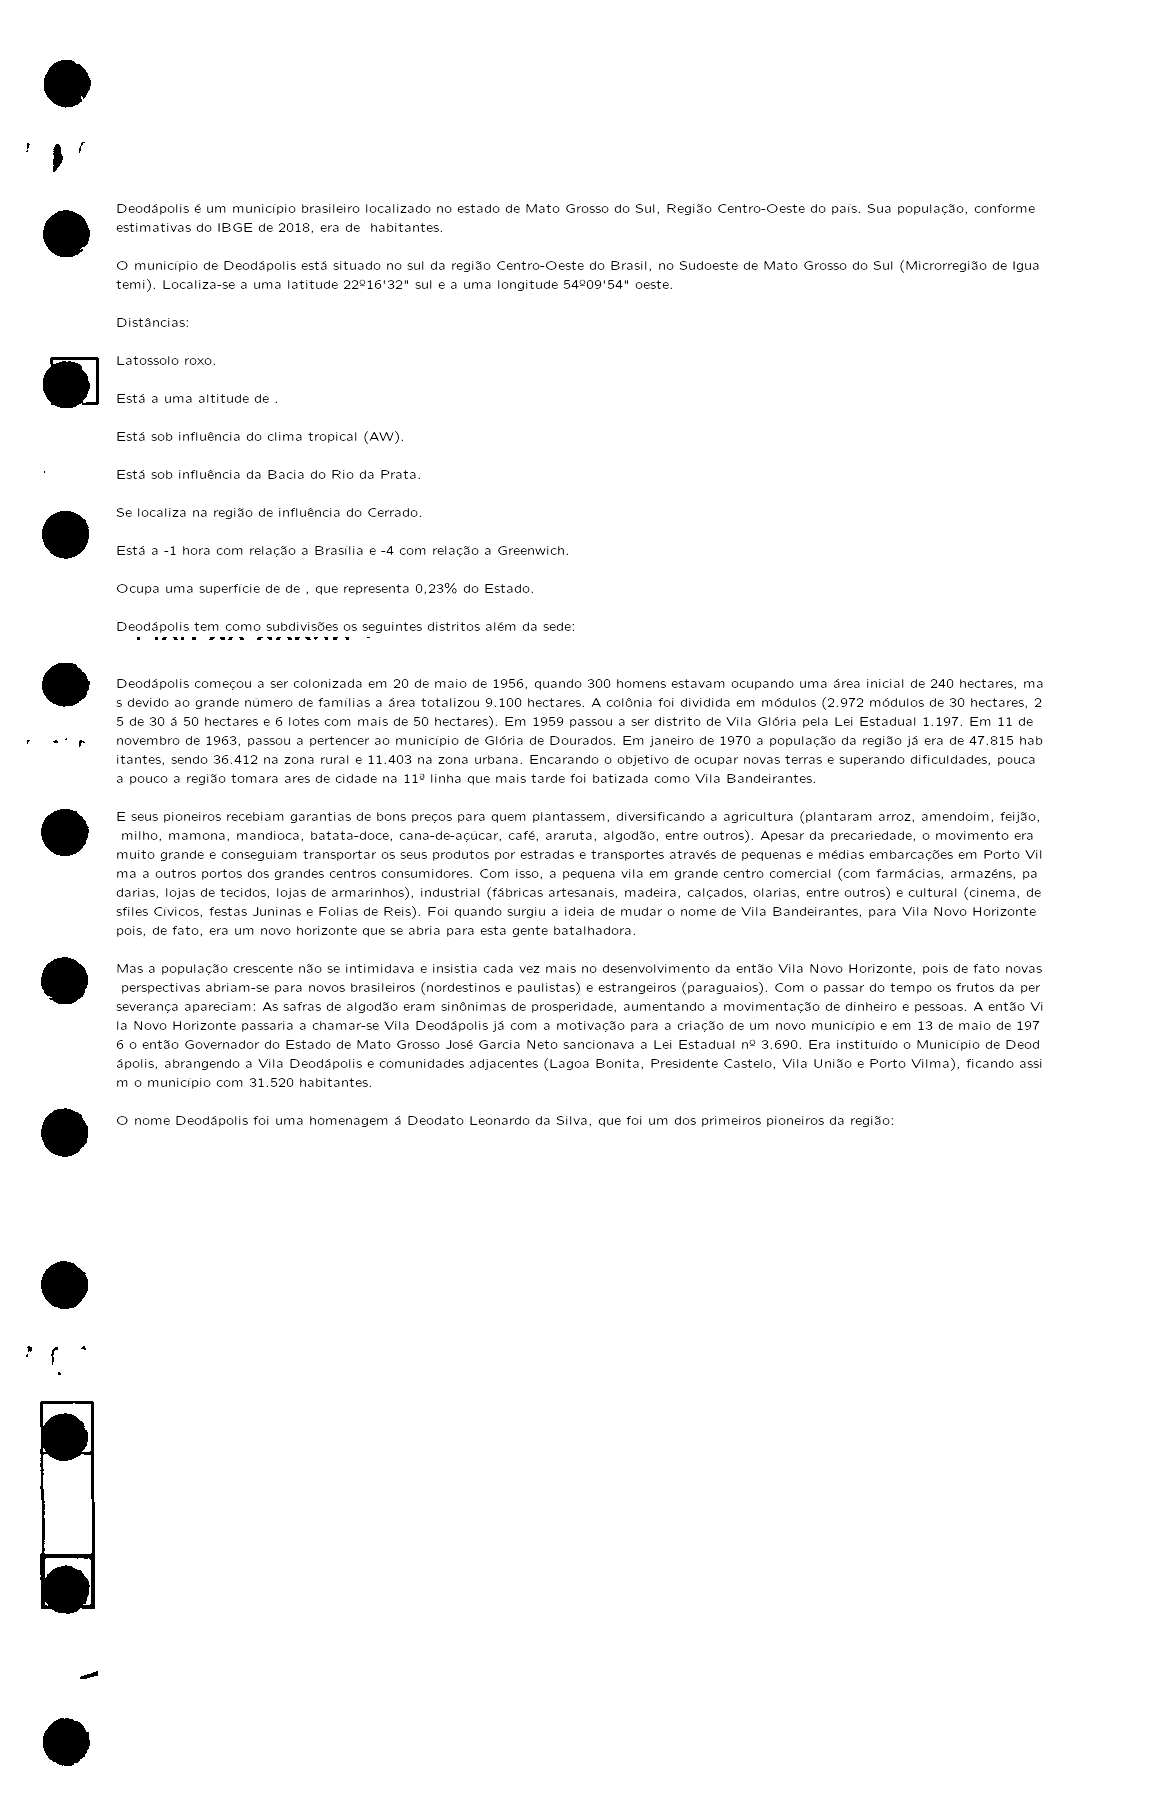 Deodápolis é um município brasileiro localizado no estado de Mato Grosso do Sul, Região Centro-Oeste do país. Sua população, conforme
estimativas do IBGE de 2018, era de  habitantes.
O município de Deodápolis está situado no sul da região Centro-Oeste do Brasil, no Sudoeste de Mato Grosso do Sul (Microrregião de Igua
temi). Localiza-se a uma latitude 22º16'32" sul e a uma longitude 54º09'54" oeste.
Distâncias:
Latossolo roxo.
Está a uma altitude de .
Está sob influência do clima tropical (AW).
Está sob influência da Bacia do Rio da Prata.
Se localiza na região de influência do Cerrado.
Está a -1 hora com relação a Brasília e -4 com relação a Greenwich.
Ocupa uma superfície de de , que representa 0,23% do Estado.
Deodápolis tem como subdivisões os seguintes distritos além da sede:
Deodápolis começou a ser colonizada em 20 de maio de 1956, quando 300 homens estavam ocupando uma área inicial de 240 hectares, ma
s devido ao grande número de famílias a área totalizou 9.100 hectares. A colônia foi dividida em módulos (2.972 módulos de 30 hectares, 2
5 de 30 á 50 hectares e 6 lotes com mais de 50 hectares). Em 1959 passou a ser distrito de Vila Glória pela Lei Estadual 1.197. Em 11 de
novembro de 1963, passou a pertencer ao município de Glória de Dourados. Em janeiro de 1970 a população da região já era de 47.815 hab
itantes, sendo 36.412 na zona rural e 11.403 na zona urbana. Encarando o objetivo de ocupar novas terras e superando dificuldades, pouca
a pouco a região tomara ares de cidade na 11ª linha que mais tarde foi batizada como Vila Bandeirantes.
E seus pioneiros recebiam garantias de bons preços para quem plantassem, diversificando a agricultura (plantaram arroz, amendoim, feijão,
milho, mamona, mandioca, batata-doce, cana-de-açúcar, café, araruta, algodão, entre outros). Apesar da precariedade, o movimento era
muito grande e conseguiam transportar os seus produtos por estradas e transportes através de pequenas e médias embarcações em Porto Vil
ma a outros portos dos grandes centros consumidores. Com isso, a pequena vila em grande centro comercial (com farmácias, armazéns, pa
darias, lojas de tecidos, lojas de armarinhos), industrial (fábricas artesanais, madeira, calçados, olarias, entre outros) e cultural (cinema, de
sfiles Cívicos, festas Juninas e Folias de Reis). Foi quando surgiu a ideia de mudar o nome de Vila Bandeirantes, para Vila Novo Horizonte
pois, de fato, era um novo horizonte que se abria para esta gente batalhadora.
Mas a população crescente não se intimidava e insistia cada vez mais no desenvolvimento da então Vila Novo Horizonte, pois de fato novas
perspectivas abriam-se para novos brasileiros (nordestinos e paulistas) e estrangeiros (paraguaios). Com o passar do tempo os frutos da per
severança apareciam: As safras de algodão eram sinônimas de prosperidade, aumentando a movimentação de dinheiro e pessoas. A então Vi
la Novo Horizonte passaria a chamar-se Vila Deodápolis já com a motivação para a criação de um novo município e em 13 de maio de 197
6 o então Governador do Estado de Mato Grosso José Garcia Neto sancionava a Lei Estadual nº 3.690. Era instituído o Município de Deod
ápolis, abrangendo a Vila Deodápolis e comunidades adjacentes (Lagoa Bonita, Presidente Castelo, Vila União e Porto Vilma), ficando assi
m o município com 31.520 habitantes.
O nome Deodápolis foi uma homenagem á Deodato Leonardo da Silva, que foi um dos primeiros pioneiros da região: